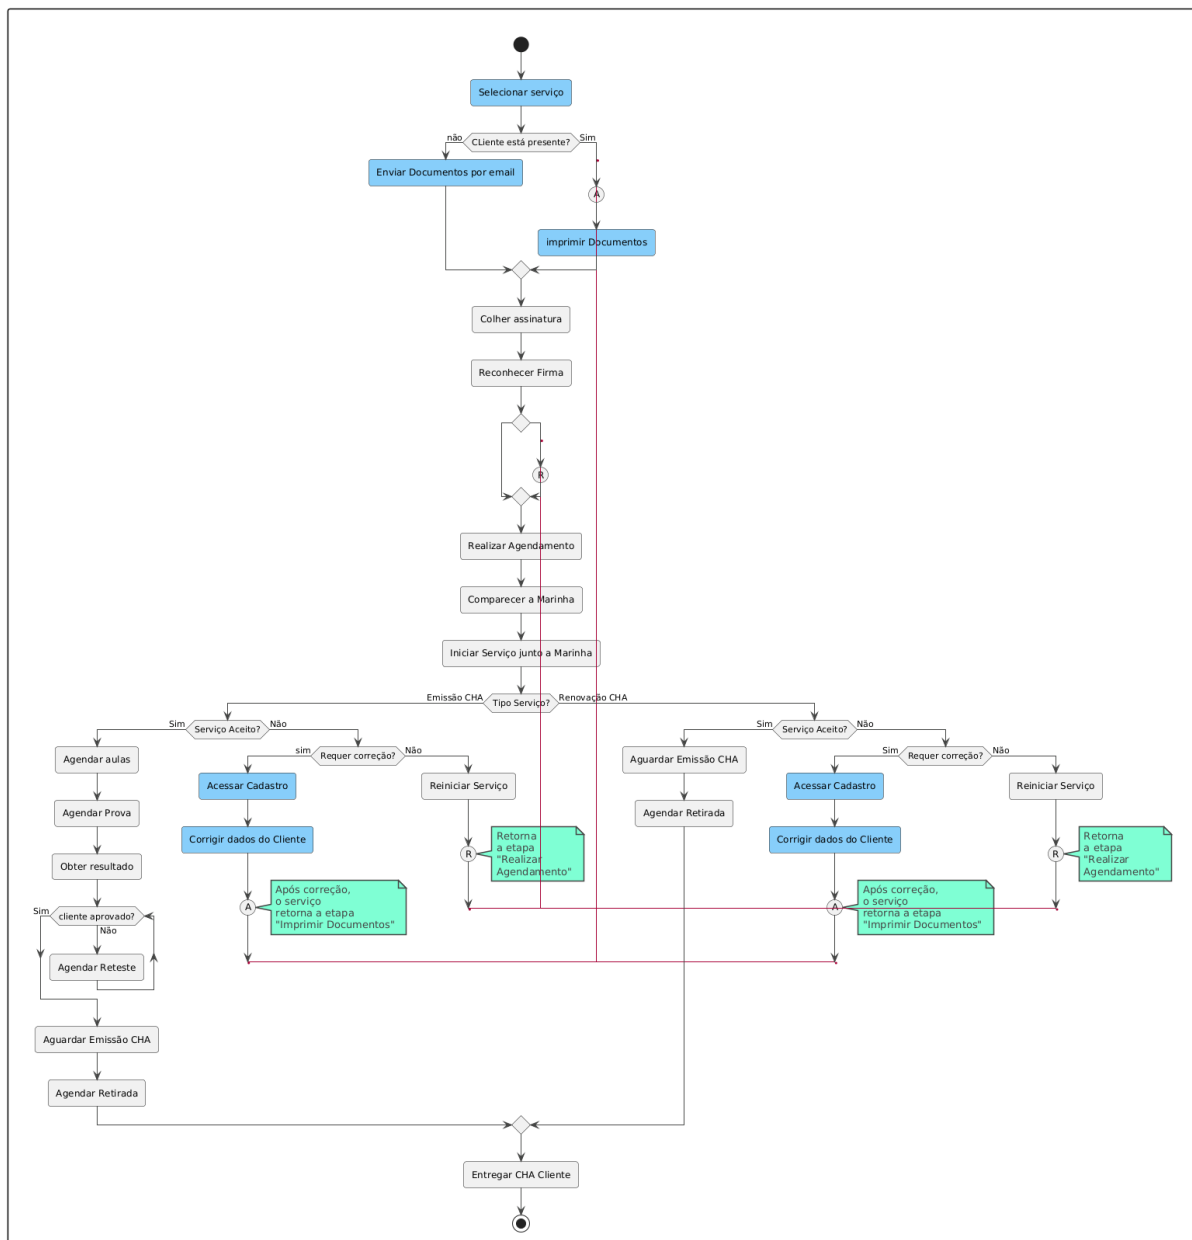 Selecionar serviço
não
CLiente está presente?
Sim
Enviar Documentos por email
A
imprimir Documentos
Colher assinatura
Reconhecer Firma
R
Realizar Agendamento
Comparecer a Marinha
Iniciar Serviço junto a Marinha
Emissão CHA
Tipo Serviço?
Renovação CHA
Sim
Serviço Aceito?
Não
Agendar aulas
Agendar Prova
Obter resultado
Sim
cliente aprovado?
Não
Agendar Reteste
Aguardar Emissão CHA
Agendar Retirada
sim
Requer correção?
Não
Acessar Cadastro
Corrigir dados do Cliente
A
Após correção,
o serviço
retorna a etapa
"Imprimir Documentos"
Reiniciar Serviço
R
Retorna
a etapa
"Realizar
Agendamento"
Sim
Serviço Aceito?
Não
Aguardar Emissão CHA
Agendar Retirada
Sim
Requer correção?
Não
Acessar Cadastro
Corrigir dados do Cliente
A
Após correção,
o serviço
retorna a etapa
"Imprimir Documentos"
Reiniciar Serviço
R
Retorna
a etapa
"Realizar
Agendamento"
Entregar CHA Cliente